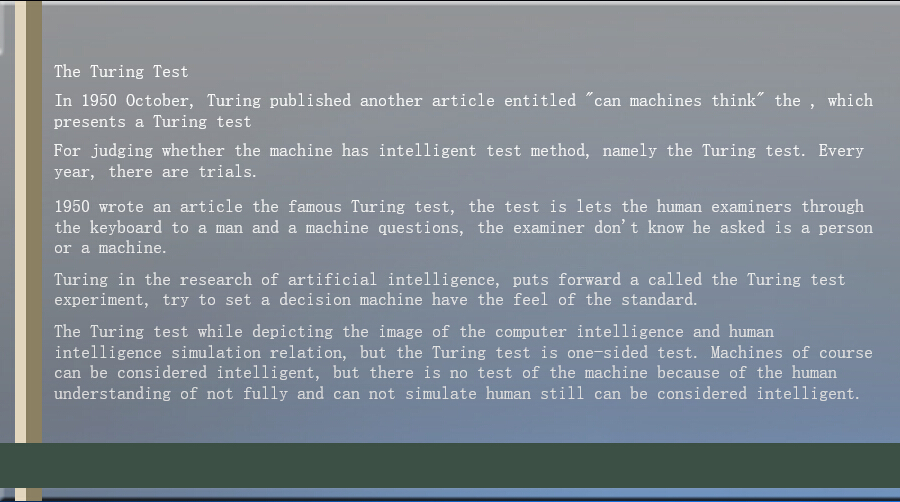 The Turing Test
In 1950 October, Turing published another article entitled "can machines think" the , which
presents a Turing test
For judging whether the machine has intelligent test method, namely the Turing test. Every
year, there are trials.
1950 wrote an article the famous Turing test, the test is lets the human examiners through
the keyboard to a man and a machine questions, the examiner don't know he asked is a person
or a machine.
Turing in the research of artificial intelligence, puts forward a called the Turing test
experiment, try to set a decision machine have the feel of the standard.
The Turing test while depicting the image of the computer intelligence and human
intelligence simulation relation, but the Turing test is one-sided test. Machines of course
can be considered intelligent, but there is no test of the machine because of the human
understanding of not fully and can not simulate human still can be considered intelligent.